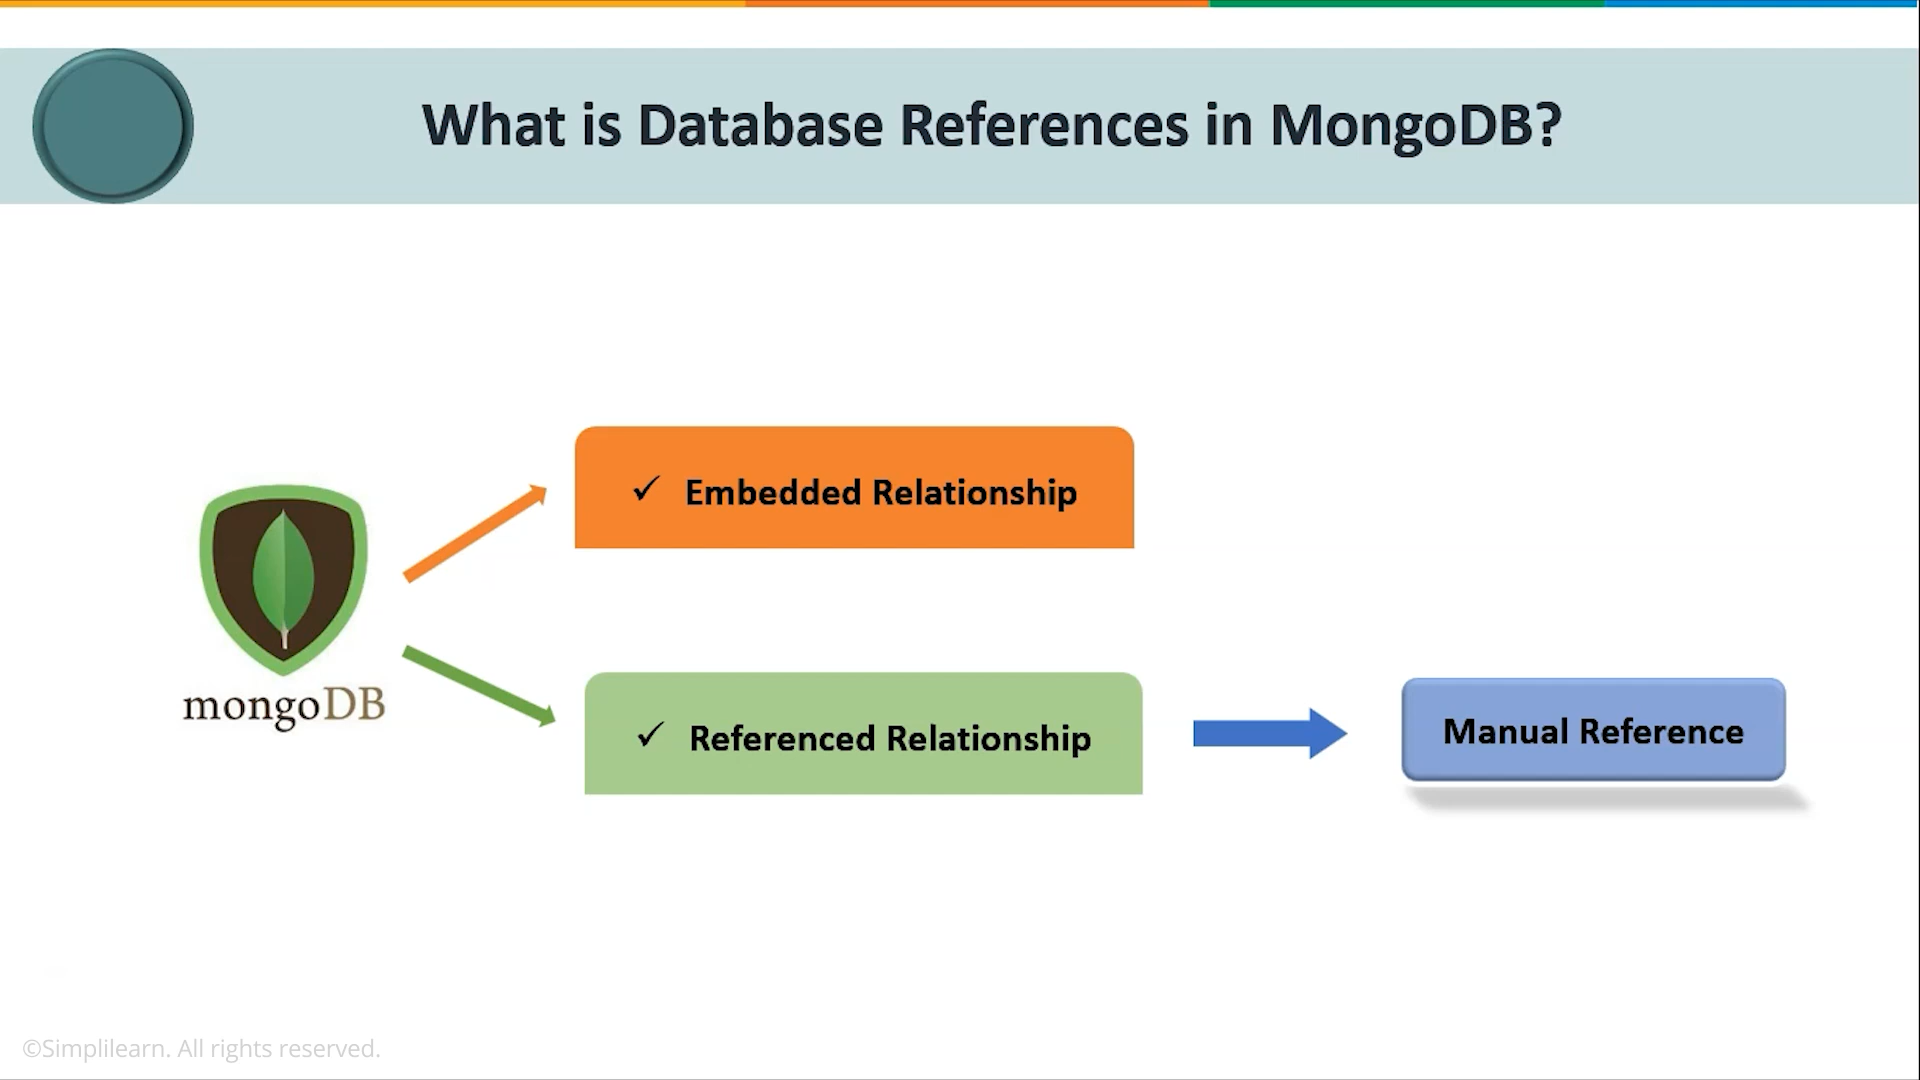 What is Database References in MongoDB?
✓ Embedded Relationship
mongoDB
✓ Referenced Relationship
Manual Reference
©Simplilearn. All rights reserved.